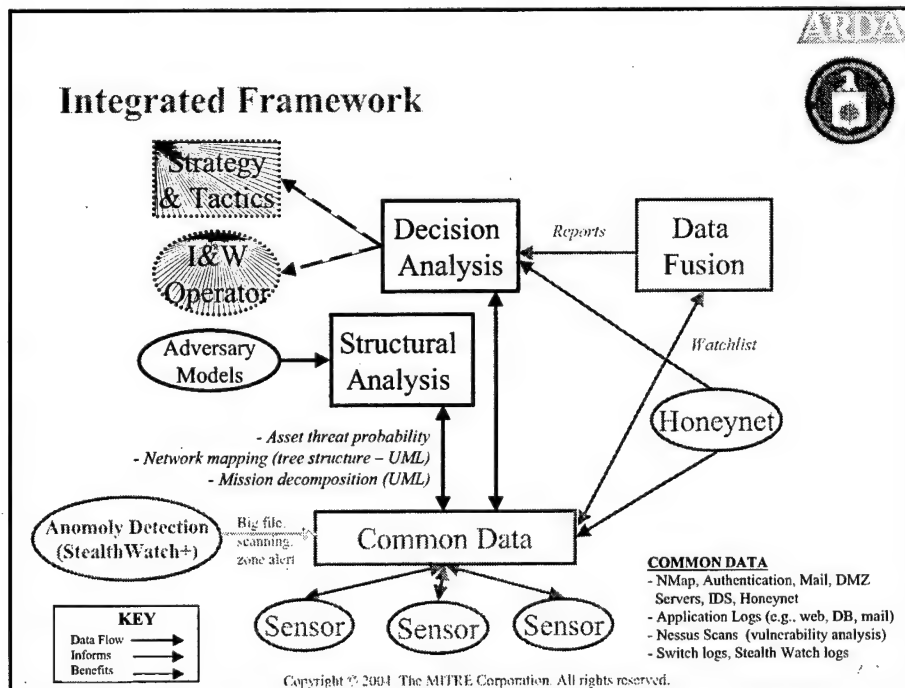 ARDA
Integrated Framework
Strategy
& Tactics
I&W
Operator
Decision
Analysis
Reports
Data
Fusion
Adversary
Models
Structural
Analysis
Watchlist
Honeynet
- Asset threat probability
- Network mapping (tree structure – UML)
- Mission decomposition (UML)
Anomoly Detection
(StealthWatch+)
Big file,
scanning,
zone alert
Common Data
Sensor
Sensor
Sensor
COMMON DATA
- NMap, Authentication, Mail, DMZ
Servers, IDS, Honeynet
- Application Logs (e.g., web, DB, mail)
- Nessus Scans (vulnerability analysis)
- Switch logs, Stealth Watch logs
KEY
Data Flow
Informs
Benefits
Copyright © 2004 The MITRE Corporation. All rights reserved.